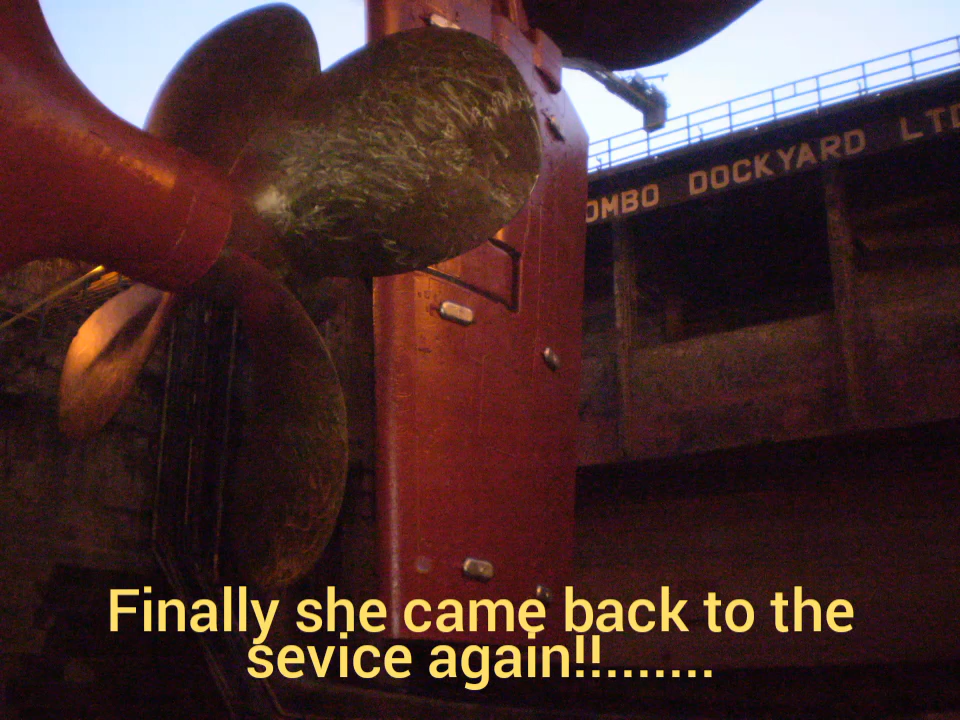 OMBO DOCKYARD LTD
Finally she came back to the
sevice again!!.......